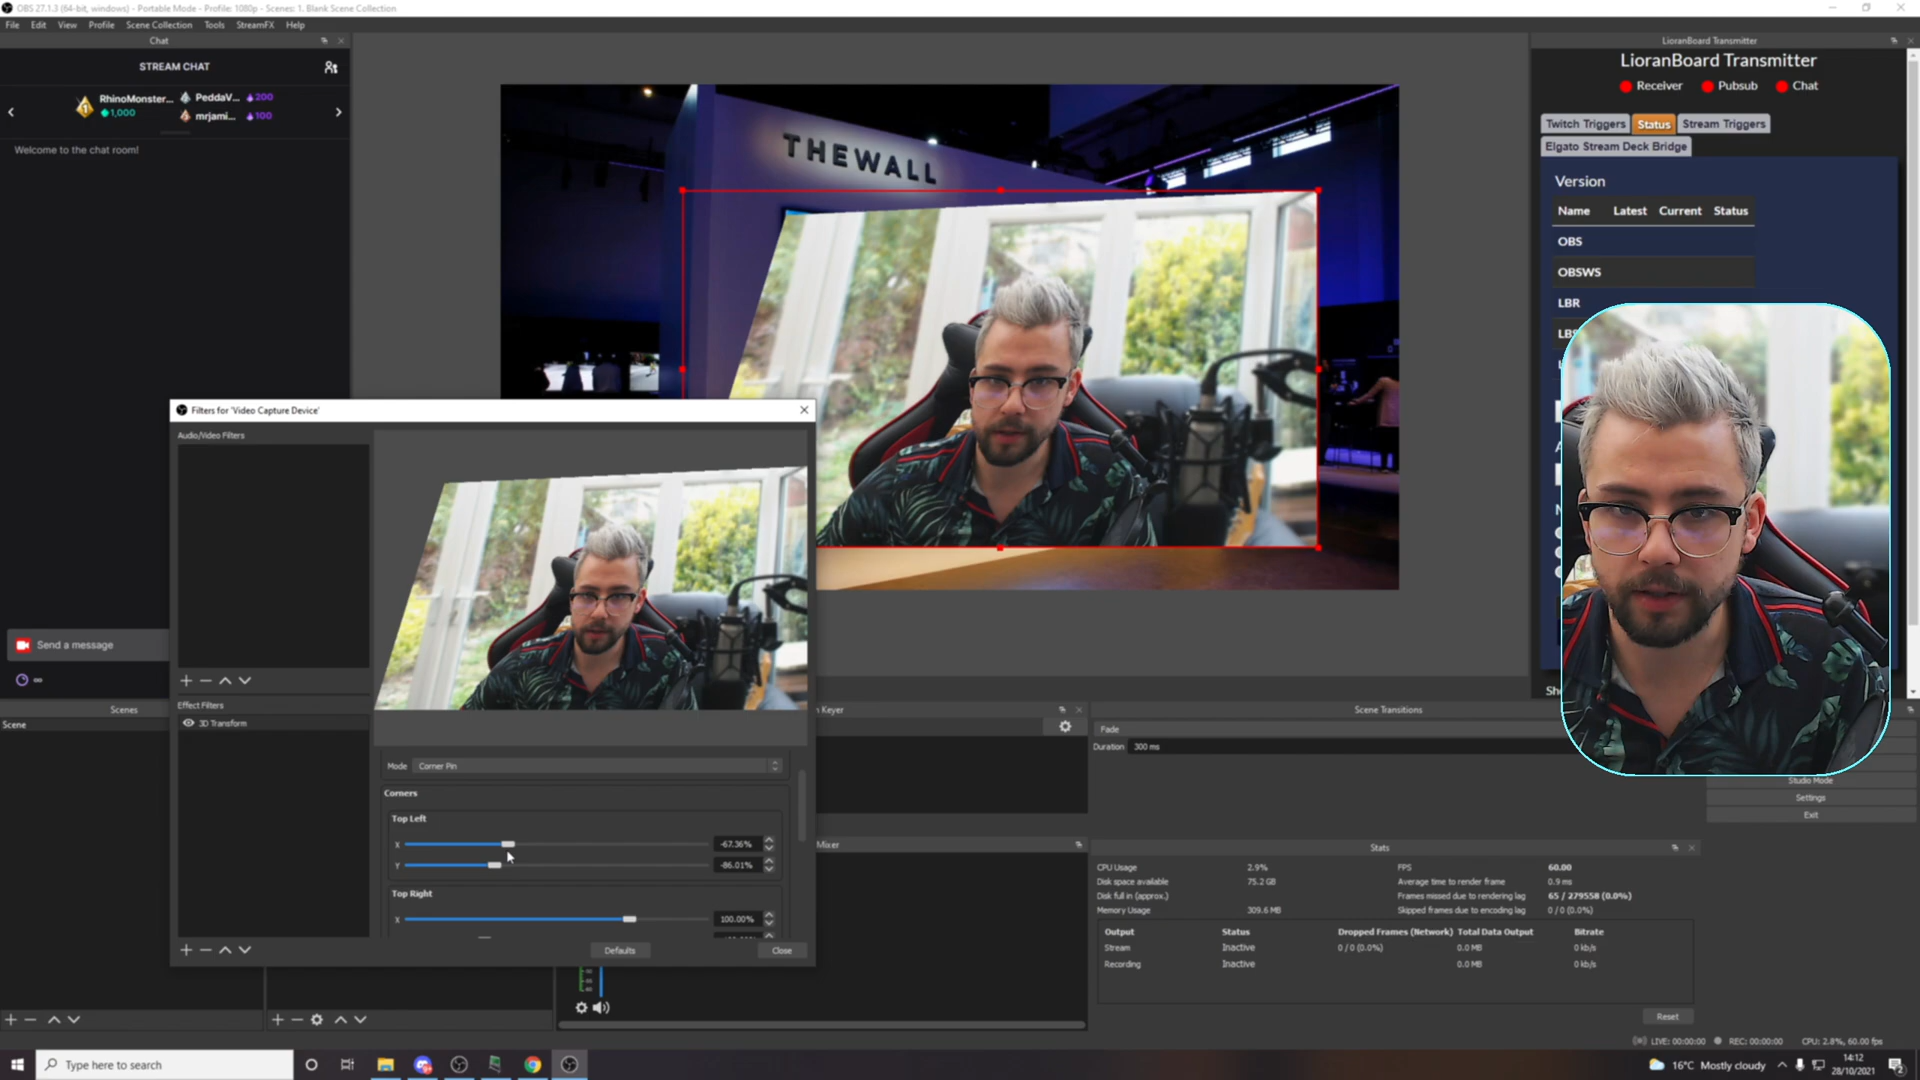 OBS 27.1.3 (64-bit, windows) - Portable Mode - Profile: 1080p - Scenes: 1. Blank Scene Collection
File Edit View Profile Scene Collection Tools StreamFX Help
Chat
STREAM CHAT
RhinoMonster... PeddaV... 200
1,000 mrjami... 100
Welcome to the chat room!
Send a message
THEWALL
LioranBoard Transmitter
LioranBoard Transmitter
Receiver Pubsub Chat
Twitch Triggers Status Stream Triggers
Elgato Stream Deck Bridge
Version
Name Latest Current Status
OBS
OBSWS
LBR
Filters for 'Video Capture Device'
Audio/Video Filters
Effect Filters
3D Transform
Mode Corner Pin
Corners
Top Left
X -67.36%
Y -86.01%
Top Right
X 100.00%
Defaults Close
Scenes
Scene
n Keyer
Mixer
Scene Transitions
Fade
Duration 300 ms
Studio Mode
Settings
Exit
Stats
CPU Usage 2.9% FPS 60.00
Disk space available 75.2 GB Average time to render frame 0.9 ms
Disk full in (approx.) Frames missed due to rendering lag 65 / 279558 (0.0%)
Memory Usage 309.6 MB Skipped frames due to encoding lag 0 / 0 (0.0%)
Output Status Dropped Frames (Network) Total Data Output Bitrate
Stream Inactive 0 / 0 (0.0%) 0.0 MB 0 kb/s
Recording Inactive 0.0 MB 0 kb/s
Reset
LIVE: 00:00:00 REC: 00:00:00 CPU: 2.8%, 60.00 fps
Type here to search
16°C Mostly cloudy
14:12
28/10/2021